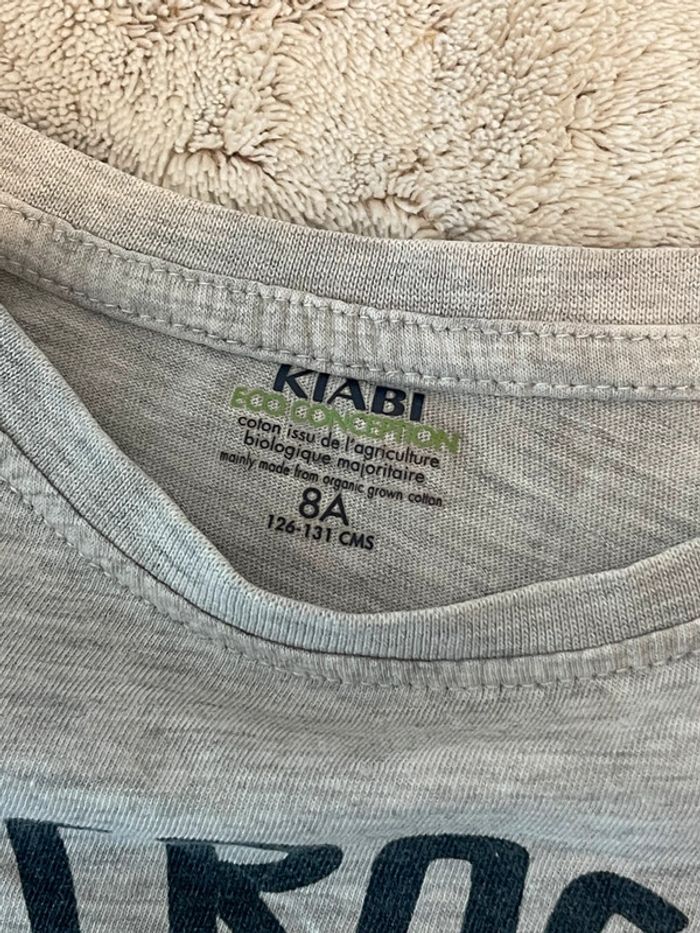 KIABI
ECO CONCEPTION
coton issu de l'agriculture
biologique majoritaire
mainly made from organic grown cotton
8A
126-131 CMS